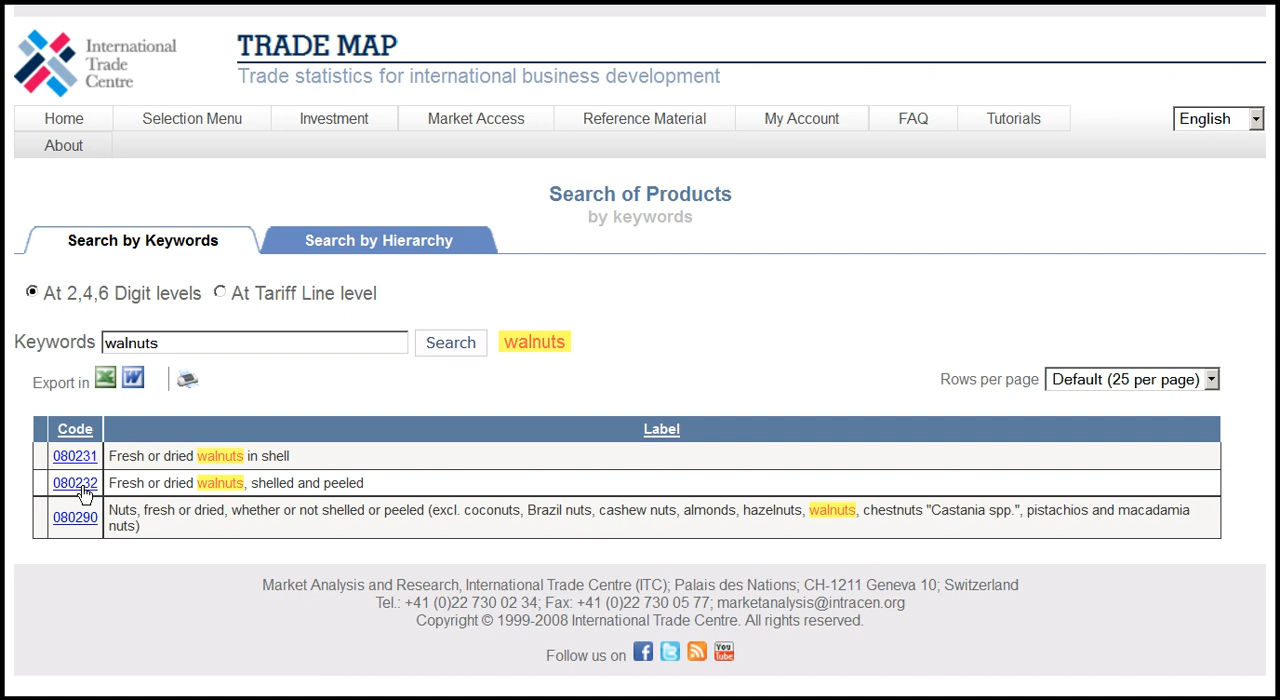 International
Trade
Centre
TRADE MAP
Trade statistics for international business development
Home Selection Menu Investment Market Access Reference Material My Account FAQ Tutorials English
About
Search of Products
by keywords
Search by Keywords Search by Hierarchy
At 2,4,6 Digit levels At Tariff Line level
Keywords walnuts Search walnuts
Export in Rows per page Default (25 per page)
Code Label
080231 Fresh or dried walnuts in shell
080232 Fresh or dried walnuts, shelled and peeled
080290 Nuts, fresh or dried, whether or not shelled or peeled (excl. coconuts, Brazil nuts, cashew nuts, almonds, hazelnuts, walnuts, chestnuts "Castania spp.", pistachios and macadamia
nuts)
Market Analysis and Research, International Trade Centre (ITC); Palais des Nations; CH-1211 Geneva 10; Switzerland
Tel.: +41 (0)22 730 02 34; Fax: +41 (0)22 730 05 77; marketanalysis@intracen.org
Copyright © 1999-2008 International Trade Centre. All rights reserved.
Follow us on f t You Tube